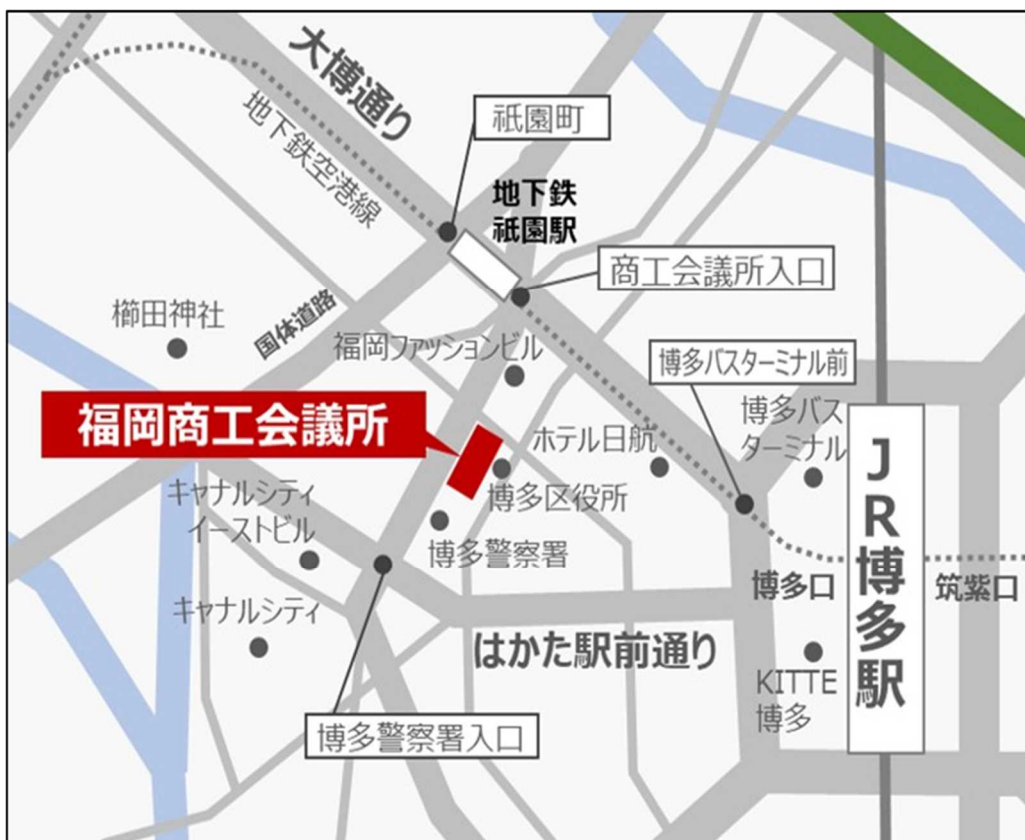 大博通り
地下鉄空港線
祇園町
地下鉄
祇園駅
商工会議所入口
櫛田神社
国体道路
福岡ファッションビル
博多バスターミナル前
福岡商工会議所
ホテル日航
博多バス
ターミナル
JR博多駅
キャナルシティ
イーストビル
博多区役所
博多警察署
博多口
筑紫口
キャナルシティ
はかた駅前通り
KITTE
博多
博多警察署入口